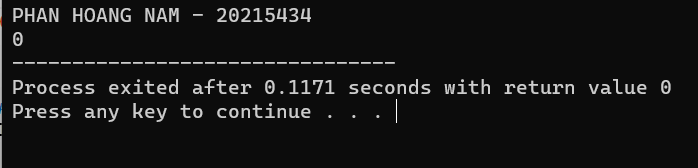 PHAN HOANG NAM - 20215434
0
--------------------------------
Process exited after 0.1171 seconds with return value 0
Press any key to continue . . .